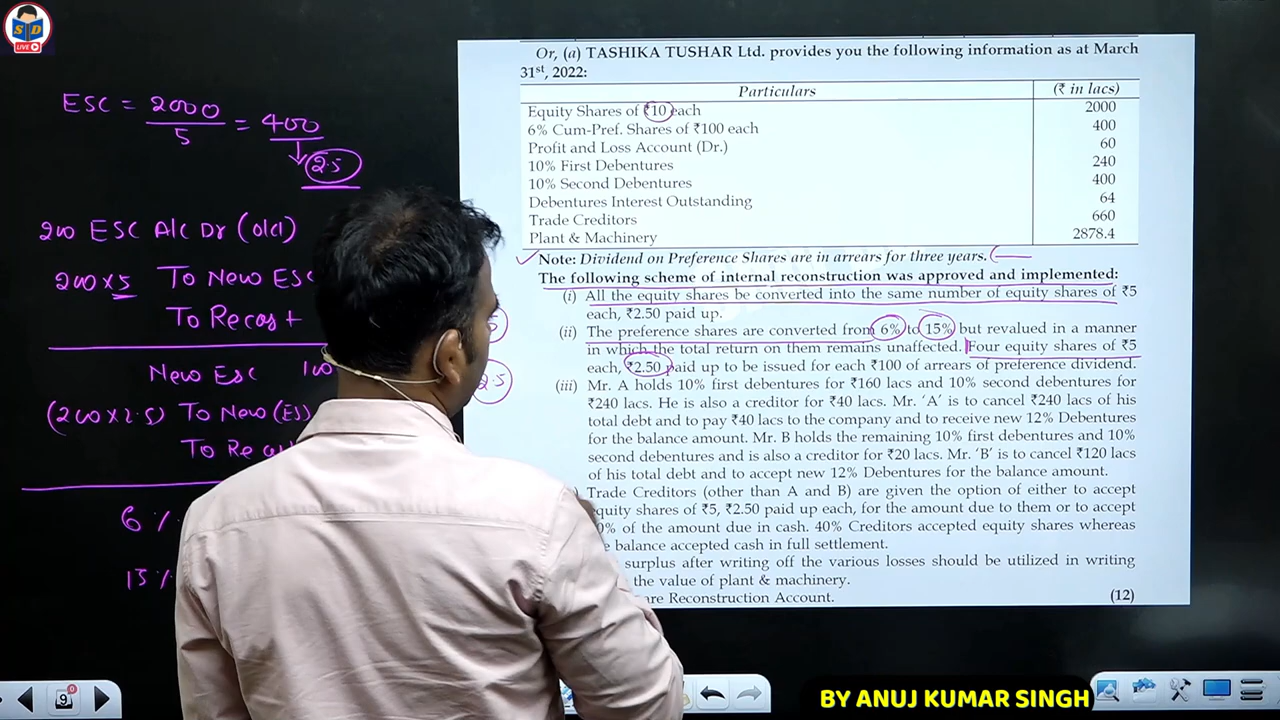 S D
LIVE
ESC = 2000
5
= 400
2.5
200 ESC A/c Dr (old)
200 x 5 To New ESC
To Recost
New Esc
(200 x 2.5) To New (ESC
To Re
6 %
15 %
Or, (a) TASHIKA TUSHAR Ltd. provides you the following information as at March
31st, 2022:
Particulars (₹ in lacs)
Equity Shares of ₹10 each 2000
6% Cum-Pref. Shares of ₹100 each 400
Profit and Loss Account (Dr.) 60
10% First Debentures 240
10% Second Debentures 400
Debentures Interest Outstanding 64
Trade Creditors 660
Plant & Machinery 2878.4
Note: Dividend on Preference Shares are in arrears for three years.
The following scheme of internal reconstruction was approved and implemented:
(i) All the equity shares be converted into the same number of equity shares of ₹5
each, ₹2.50 paid up.
(ii) The preference shares are converted from 6% to 15% but revalued in a manner
in which the total return on them remains unaffected. Four equity shares of ₹5
each, ₹2.50 paid up to be issued for each ₹100 of arrears of preference dividend.
(iii) Mr. A holds 10% first debentures for ₹160 lacs and 10% second debentures for
₹240 lacs. He is also a creditor for ₹40 lacs. Mr. 'A' is to cancel ₹240 lacs of his
total debt and to pay ₹40 lacs to the company and to receive new 12% Debentures
for the balance amount. Mr. B holds the remaining 10% first debentures and 10%
second debentures and is also a creditor for ₹20 lacs. Mr. 'B' is to cancel ₹120 lacs
of his total debt and to accept new 12% Debentures for the balance amount.
) Trade Creditors (other than A and B) are given the option of either to accept
equity shares of ₹5, ₹2.50 paid up each, for the amount due to them or to accept
0% of the amount due in cash. 40% Creditors accepted equity shares whereas
e balance accepted cash in full settlement.
surplus after writing off the various losses should be utilized in writing
the value of plant & machinery.
are Reconstruction Account. (12)
9
BY ANUJ KUMAR SINGH